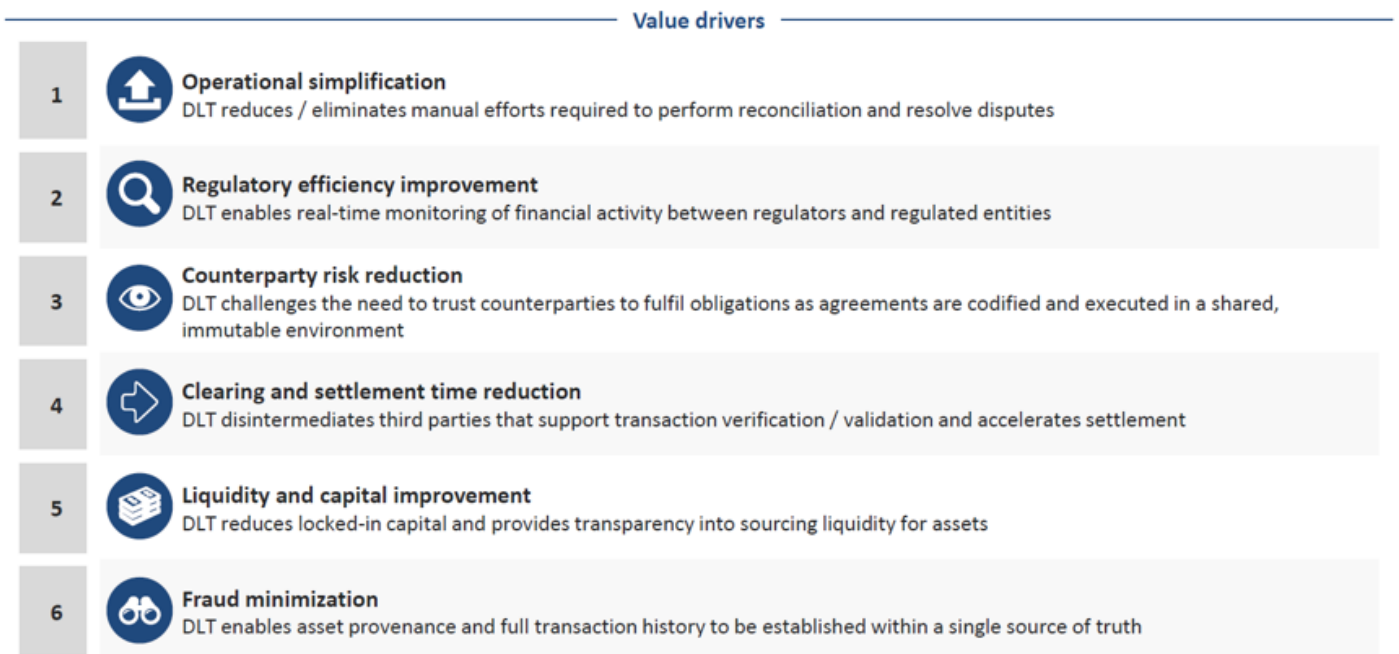 Value drivers
1
Operational simplification
DLT reduces / eliminates manual efforts required to perform reconciliation and resolve disputes
2
Regulatory efficiency improvement
DLT enables real-time monitoring of financial activity between regulators and regulated entities
3
Counterparty risk reduction
DLT challenges the need to trust counterparties to fulfil obligations as agreements are codified and executed in a shared,
immutable environment
4
Clearing and settlement time reduction
DLT disintermediates third parties that support transaction verification / validation and accelerates settlement
5
Liquidity and capital improvement
DLT reduces locked-in capital and provides transparency into sourcing liquidity for assets
6
Fraud minimization
DLT enables asset provenance and full transaction history to be established within a single source of truth